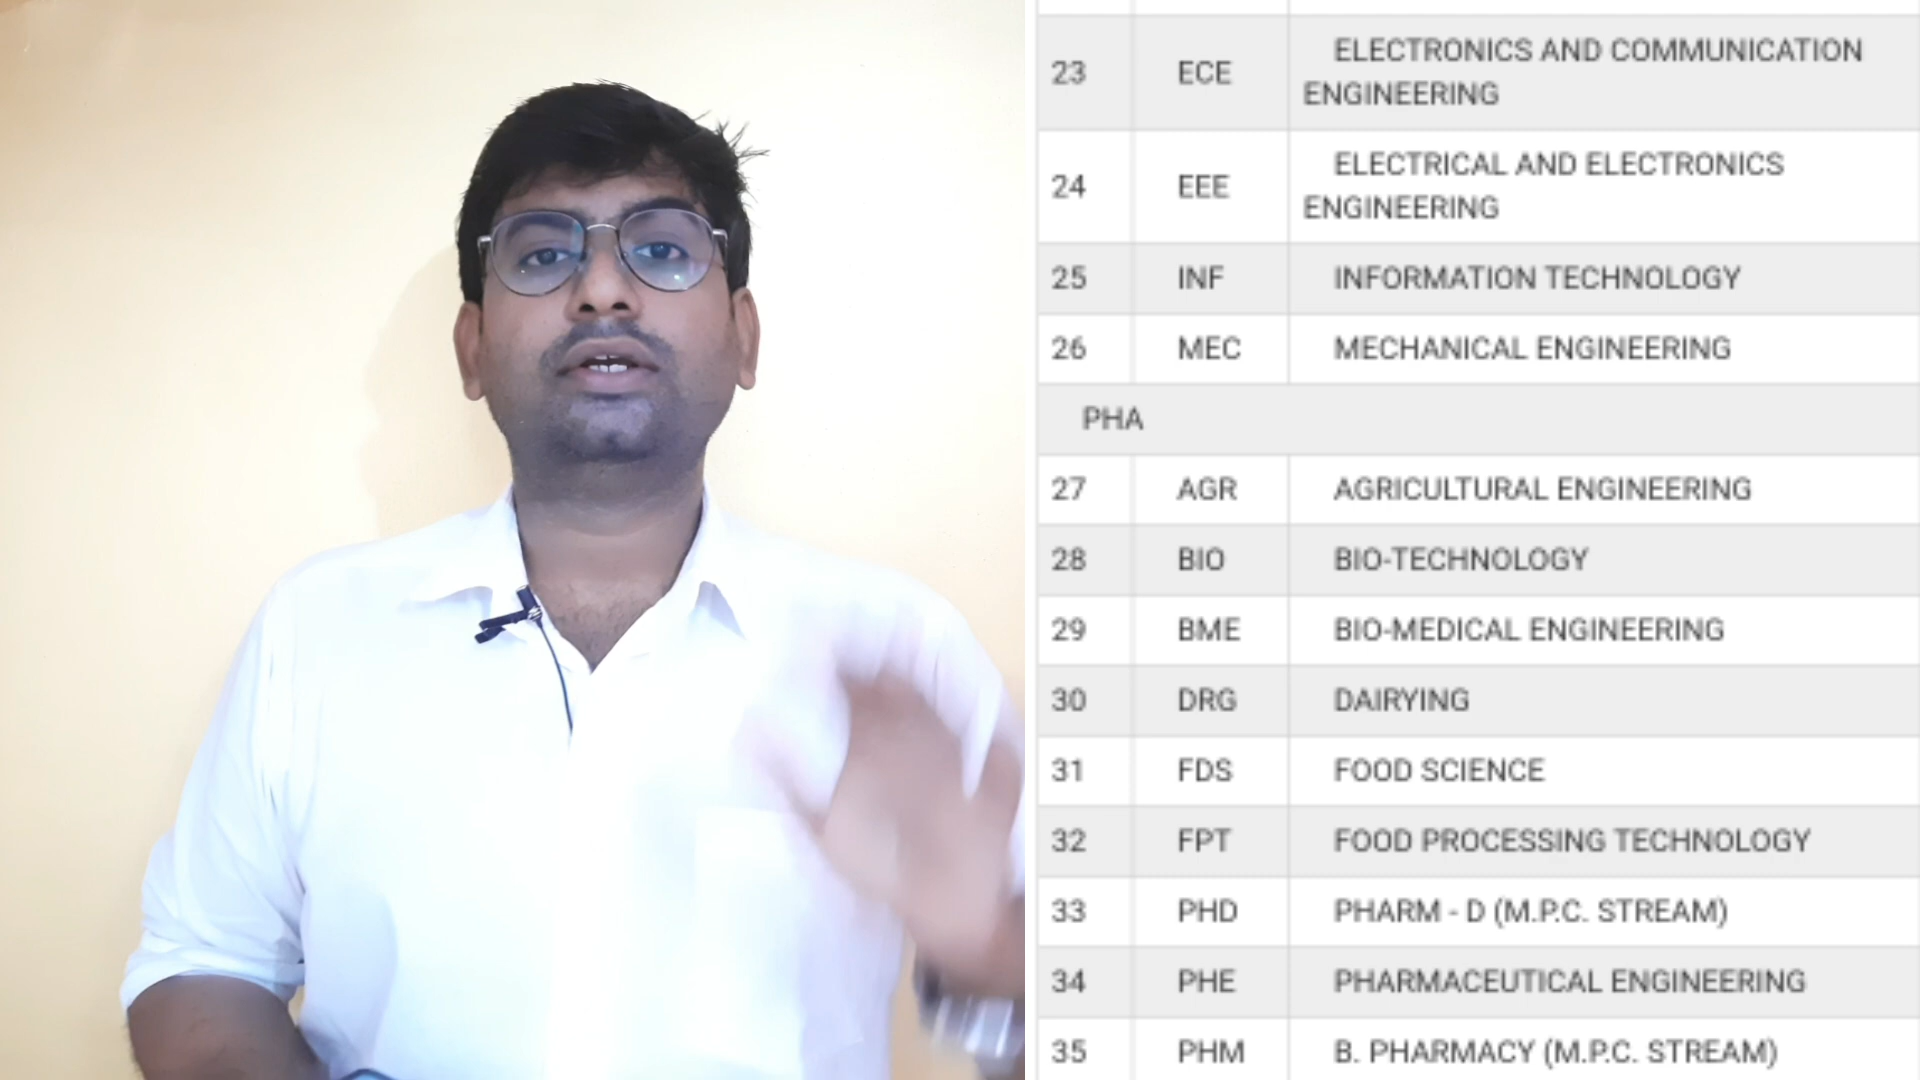 23 ECE ELECTRONICS AND COMMUNICATION
ENGINEERING
24 EEE ELECTRICAL AND ELECTRONICS
ENGINEERING
25 INF INFORMATION TECHNOLOGY
26 MEC MECHANICAL ENGINEERING
PHA
27 AGR AGRICULTURAL ENGINEERING
28 BIO BIO-TECHNOLOGY
29 BME BIO-MEDICAL ENGINEERING
30 DRG DAIRYING
31 FDS FOOD SCIENCE
32 FPT FOOD PROCESSING TECHNOLOGY
33 PHD PHARM - D (M.P.C. STREAM)
34 PHE PHARMACEUTICAL ENGINEERING
35 PHM B. PHARMACY (M.P.C. STREAM)